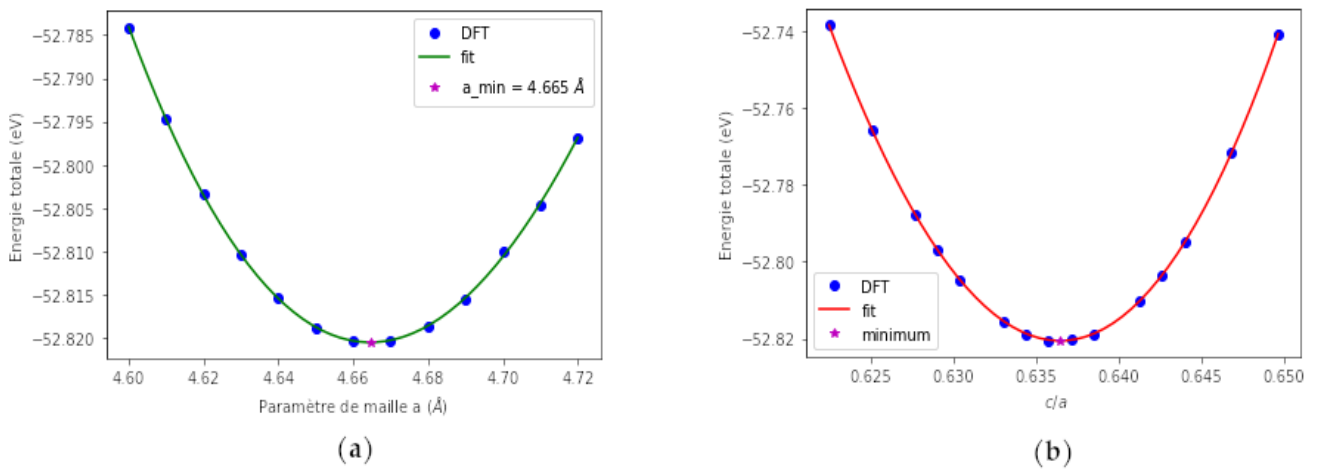 −52.785
−52.790
−52.795
−52.800
−52.805
−52.810
−52.815
−52.820
Energie totale (eV)
4.60 4.62 4.64 4.66 4.68 4.70 4.72
Paramètre de maille a (Å)
DFT
fit
a_min = 4.665 Å
(a)
−52.74
−52.76
−52.78
−52.80
−52.82
Energie totale (eV)
0.625 0.630 0.635 0.640 0.645 0.650
c/a
DFT
fit
minimum
(b)